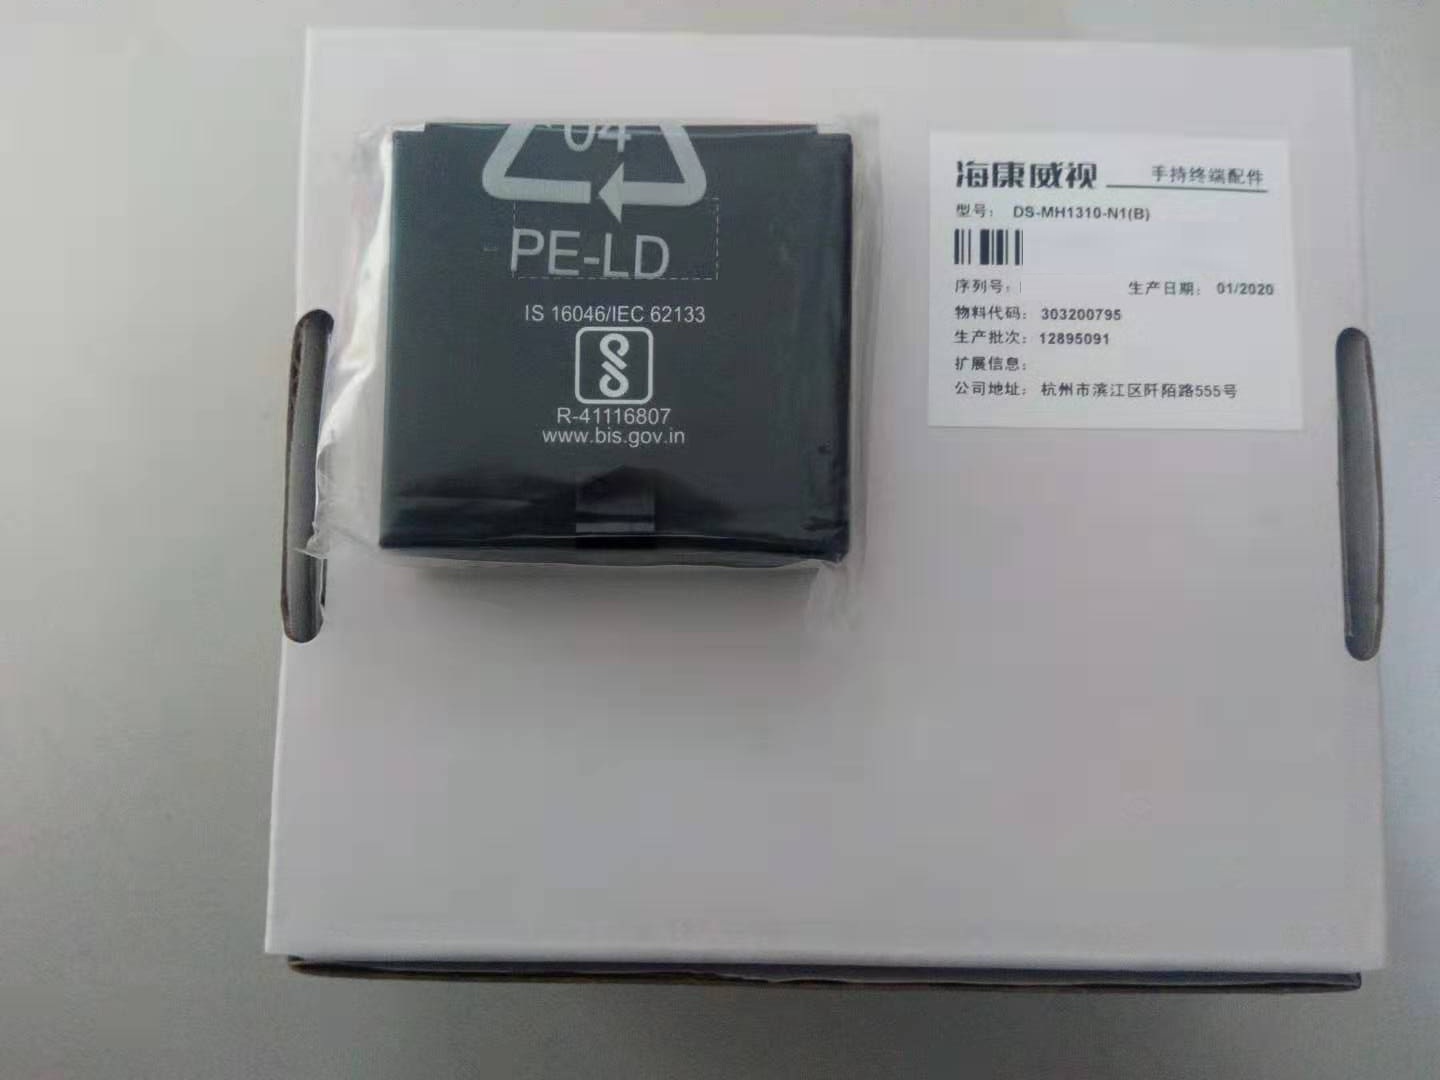 04
PE-LD
IS 16046/IEC 62133
R-41116807
www.bis.gov.in
海康威视 手持终端配件
型号： DS-MH1310-N1(B)
序列号： 生产日期： 01/2020
物料代码： 303200795
生产批次： 12895091
扩展信息：
公司地址： 杭州市滨江区阡陌路555号